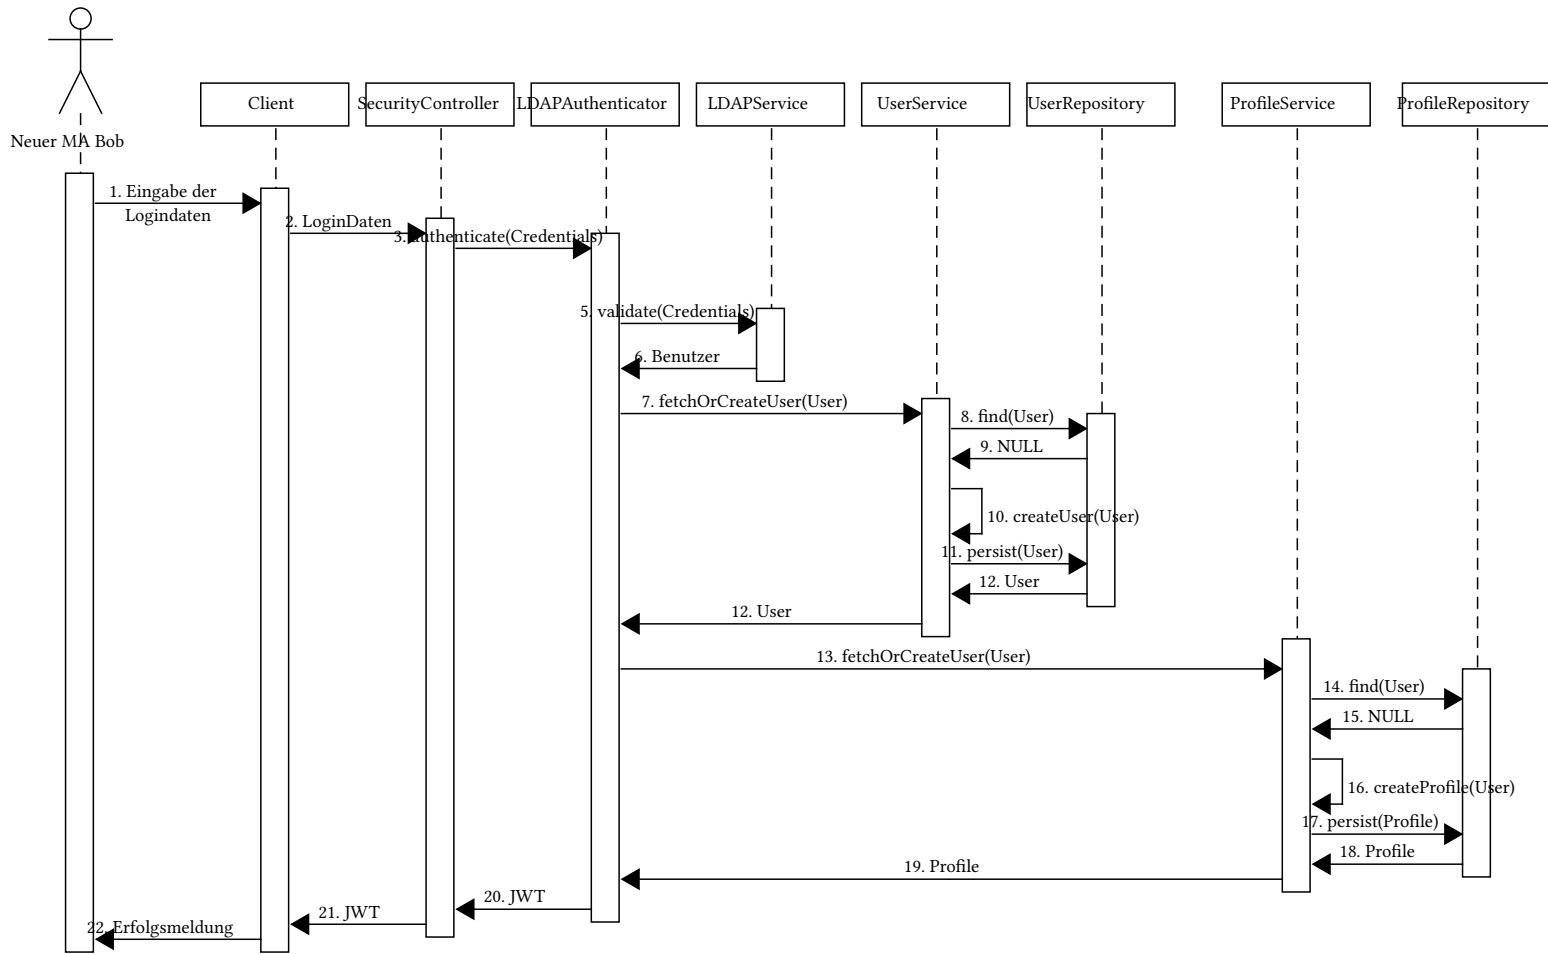 Client
SecurityController
LDAPAuthenticator
LDAPService
UserService
UserRepository
ProfileService
ProfileRepository
Neuer MA Bob
1. Eingabe der
Logindaten
2. LoginDaten
3. authenticate(Credentials)
5. validate(Credentials)
6. Benutzer
7. fetchOrCreateUser(User)
8. find(User)
9. NULL
10. createUser(User)
11. persist(User)
12. User
12. User
13. fetchOrCreateUser(User)
14. find(User)
15. NULL
16. createProfile(User)
17. persist(Profile)
18. Profile
19. Profile
20. JWT
21. JWT
22. Erfolgsmeldung